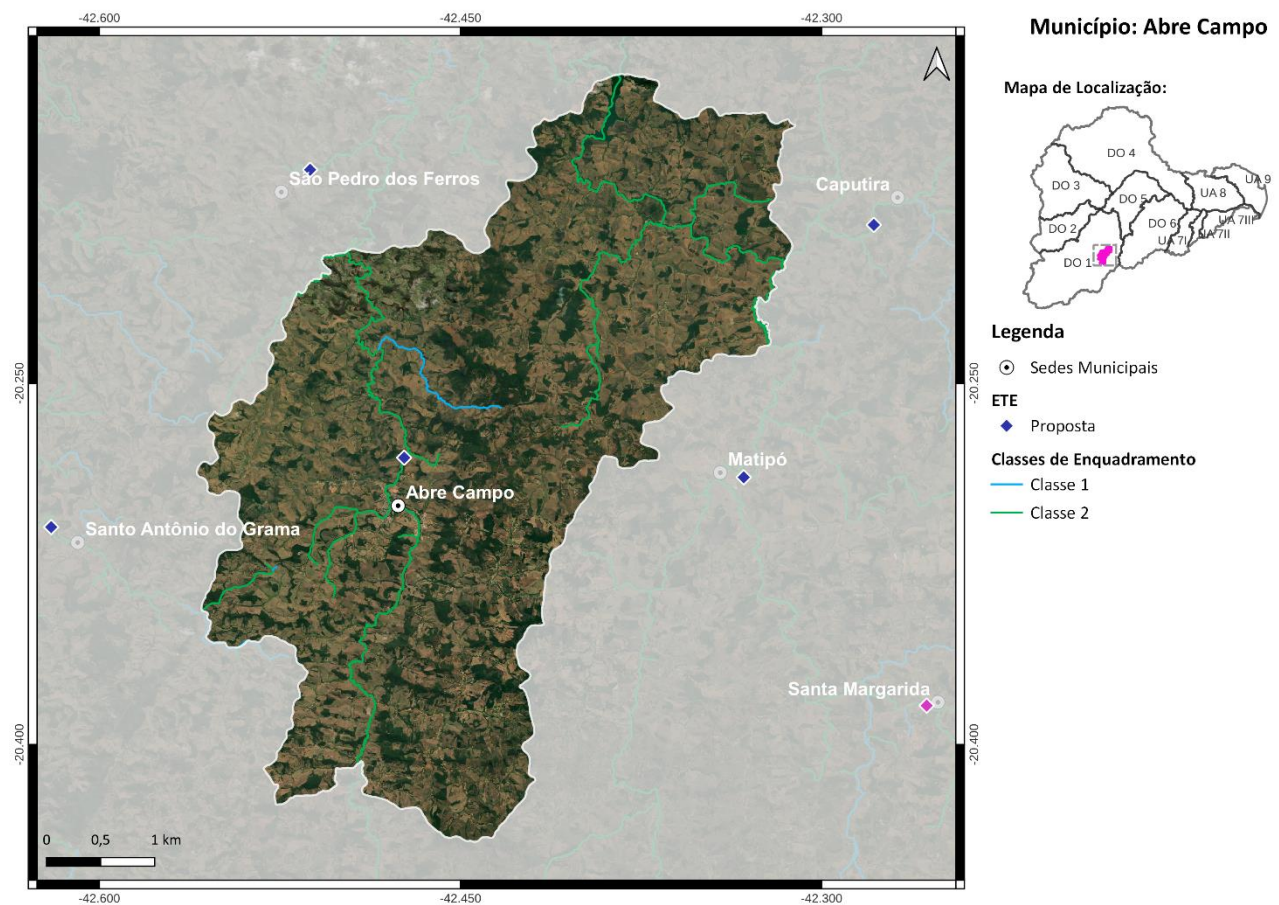 -42.600
-42.450
-42.300
Município: Abre Campo
Mapa de Localização:
DO 4
DO 3
DO 5
UA 8
UA 9
DO 2
DO 6
UA 7III
UA 7II
UA 7I
DO 1
São Pedro dos Ferros
Caputira
-20.250
-20.250
Legenda
Sedes Municipais
ETE
Proposta
Classes de Enquadramento
Classe 1
Classe 2
Matipó
Abre Campo
Santo Antônio do Grama
Santa Margarida
-20.400
-20.400
0 0,5 1 km
-42.600
-42.450
-42.300